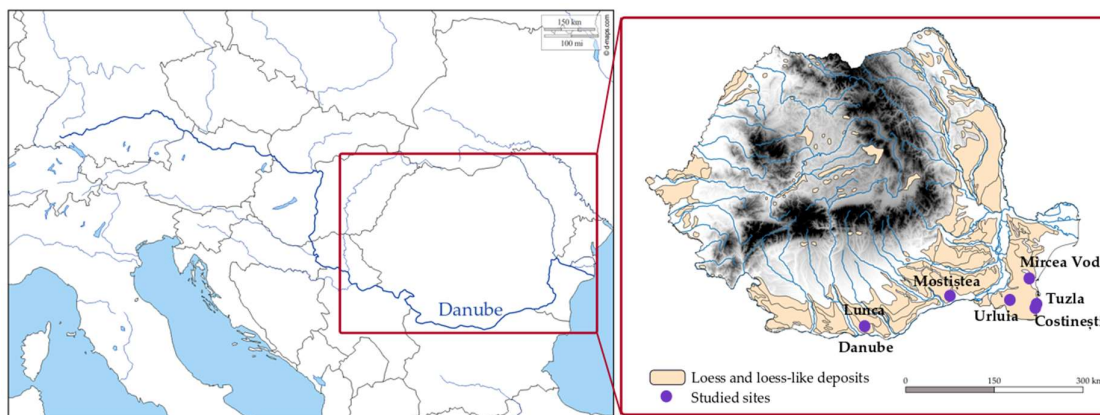 150 km
100 mi
© d-maps.com
Danube
Mircea Vod
Mostiștea
Tuzla
Urluia
Costinești
Lunca
Danube
Loess and loess-like deposits
Studied sites
0 150 300 km